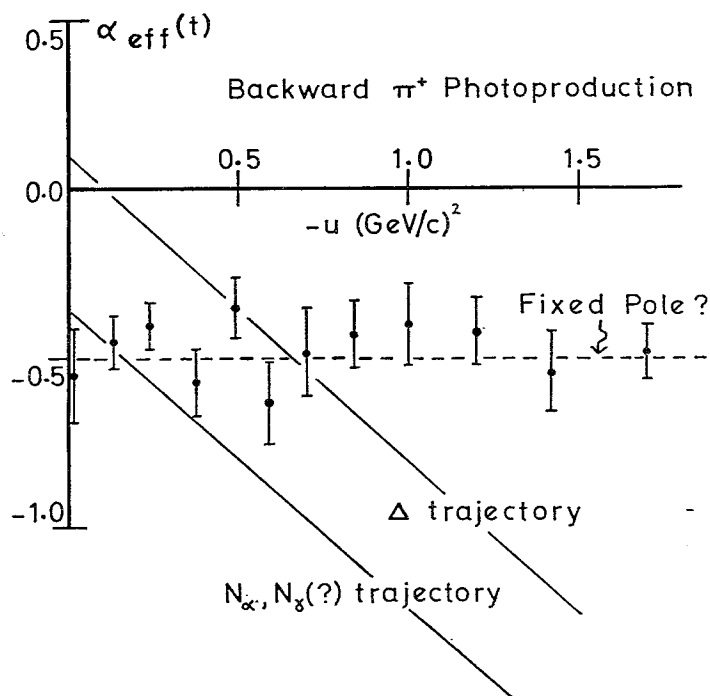 0.5
α eff(t)
Backward π⁺ Photoproduction
0.5
1.0
1.5
0.0
-u (GeV/c)²
Fixed Pole ?
-0.5
Δ trajectory
-1.0
Nα, Nγ(?) trajectory